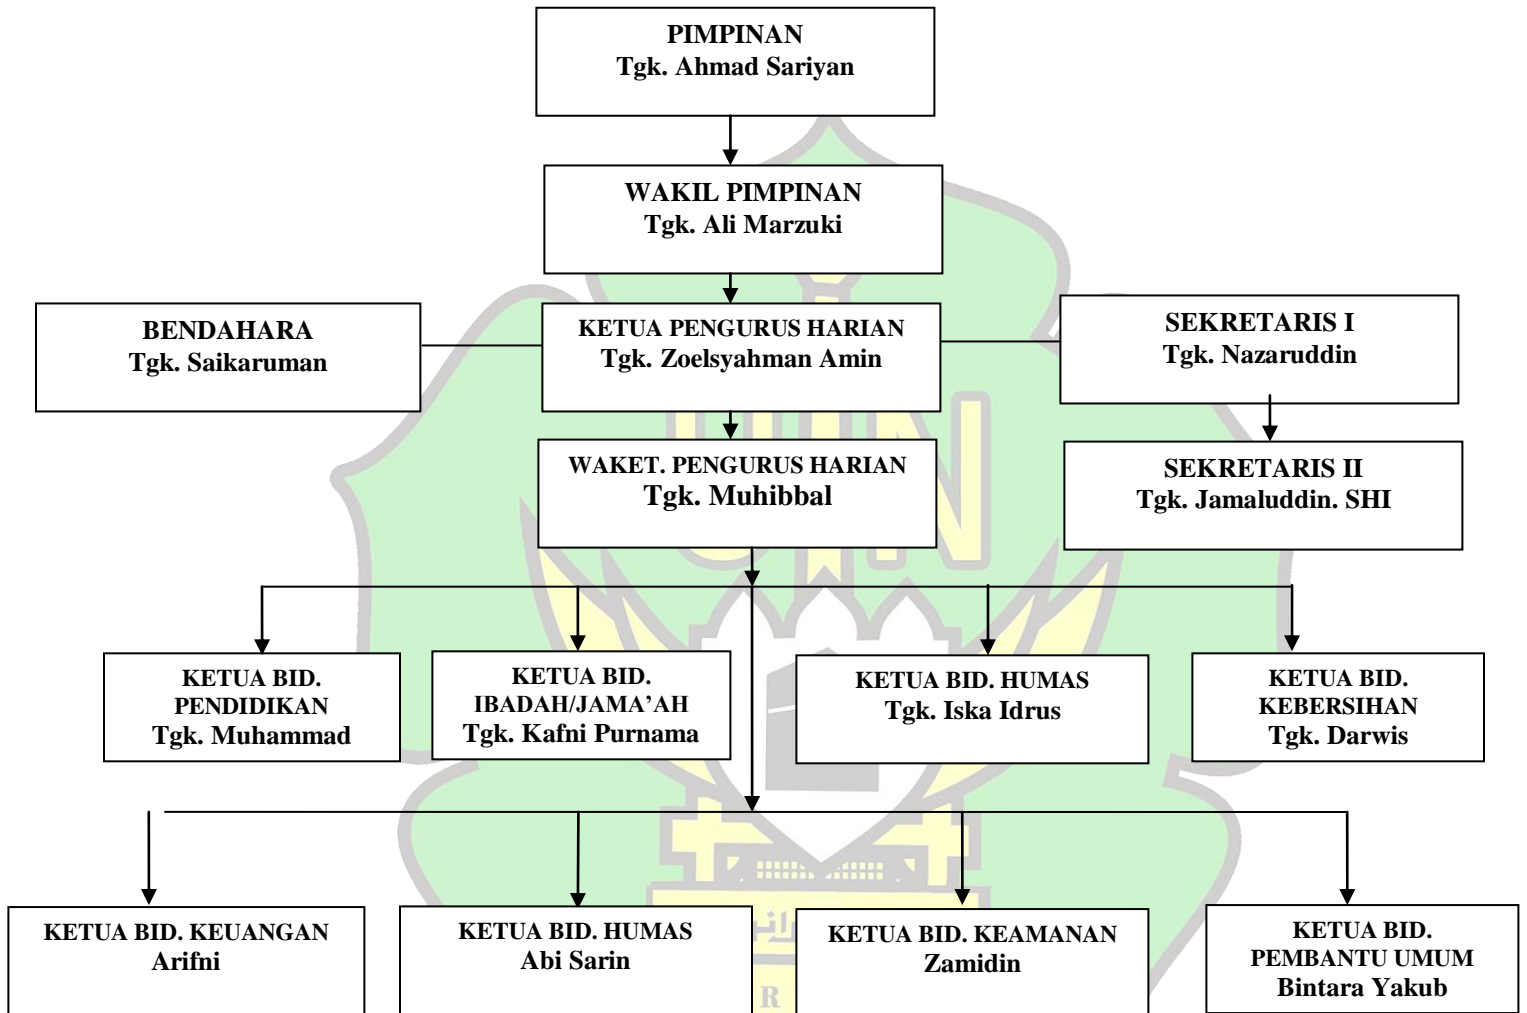 PIMPINAN
Tgk. Ahmad Sariyan
WAKIL PIMPINAN
Tgk. Ali Marzuki
BENDAHARA
Tgk. Saikaruman
KETUA PENGURUS HARIAN
Tgk. Zoelsyahman Amin
SEKRETARIS I
Tgk. Nazaruddin
WAKET. PENGURUS HARIAN
Tgk. Muhibbal
SEKRETARIS II
Tgk. Jamaluddin. SHI
KETUA BID.
PENDIDIKAN
Tgk. Muhammad
KETUA BID.
IBADAH/JAMA’AH
Tgk. Kafni Purnama
KETUA BID. HUMAS
Tgk. Iska Idrus
KETUA BID.
KEBERSIHAN
Tgk. Darwis
KETUA BID. KEUANGAN
Arifni
KETUA BID. HUMAS
Abi Sarin
KETUA BID. KEAMANAN
Zamidin
KETUA BID.
PEMBANTU UMUM
Bintara Yakub
UIN
R